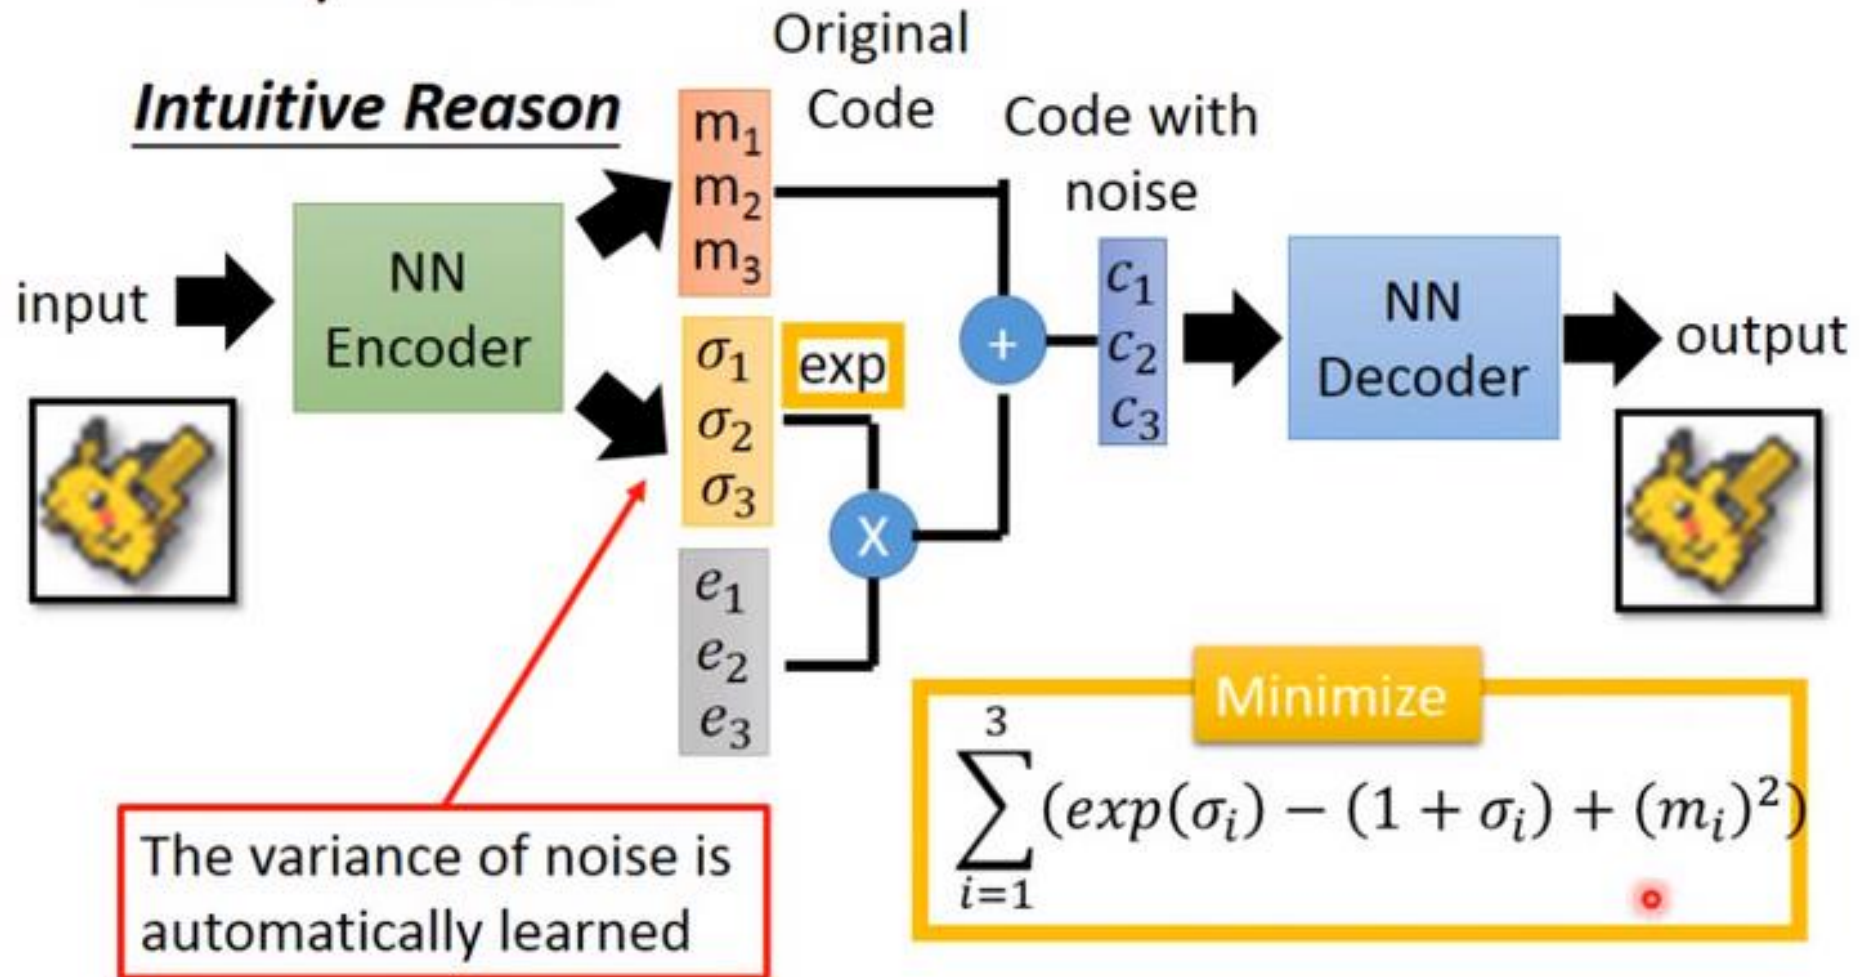 Intuitive Reason
Original
Code
Code with
noise
input
NN
Encoder
m₁
m₂
m₃
σ₁
σ₂
σ₃
exp
e₁
e₂
e₃
X
+
c₁
c₂
c₃
NN
Decoder
output
The variance of noise is
automatically learned
Minimize
3
∑(exp(σᵢ) − (1 + σᵢ) + (mᵢ)²)
i=1